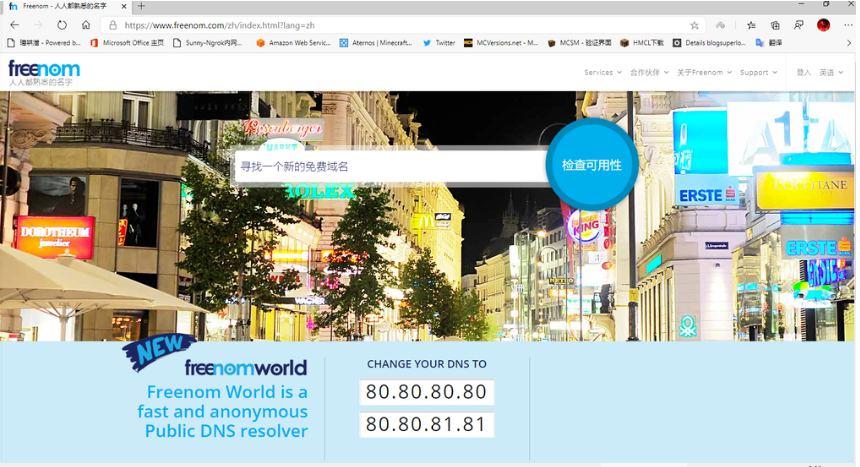 Freenom - 人人都熟悉的名字
https://www.freenom.com/zh/index.html?lang=zh
Microsoft Office 主页
Sunny-Ngrok内网...
Amazon Web Servic...
Aternos | Minecraft...
Twitter
MCVersions.net - M...
MCSM - 验证界面
HMCL下载
Details blogsuperlo...
翻译
freenom
人人都熟悉的名字
Services
合作伙伴
关于Freenom
Support
登入
英语
Rosenberger
MARKT
寻找一个新的免费域名
检查可用性
ROLEX
DOROTHEUM
juwelier
BURGER
KING
ERSTE
L'OCCITANE
ERSTE
A1
NEW
freenomworld
Freenom World is a
fast and anonymous
Public DNS resolver
CHANGE YOUR DNS TO
80.80.80.80
80.80.81.81